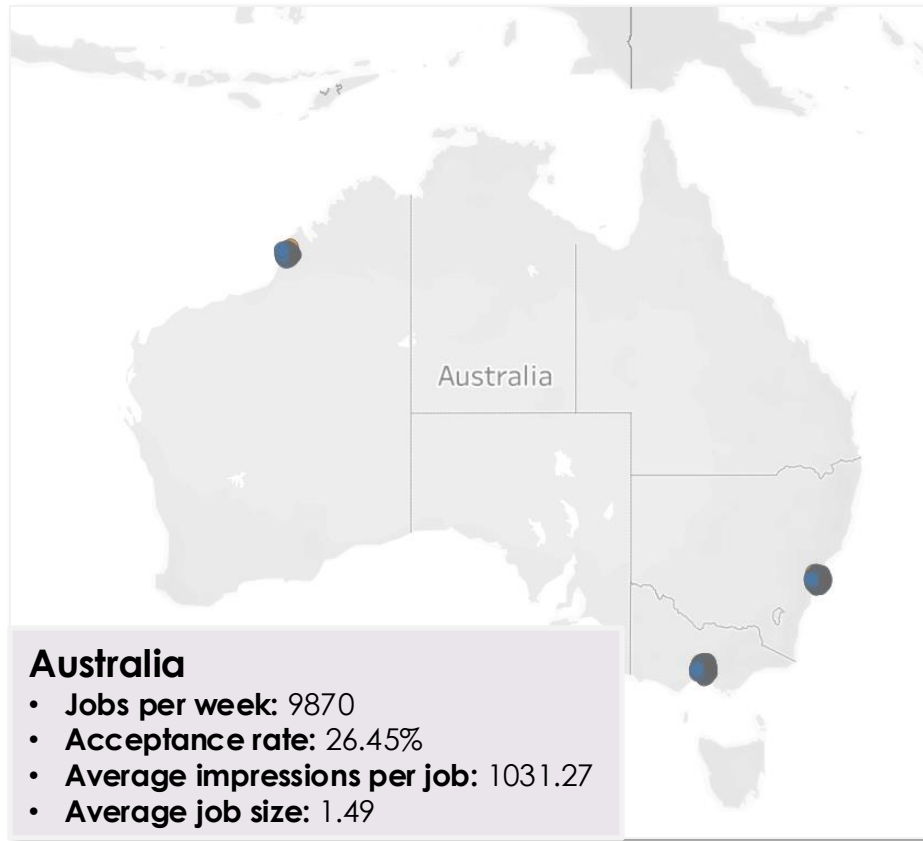 Australia
Australia
• Jobs per week: 9870
• Acceptance rate: 26.45%
• Average impressions per job: 1031.27
• Average job size: 1.49